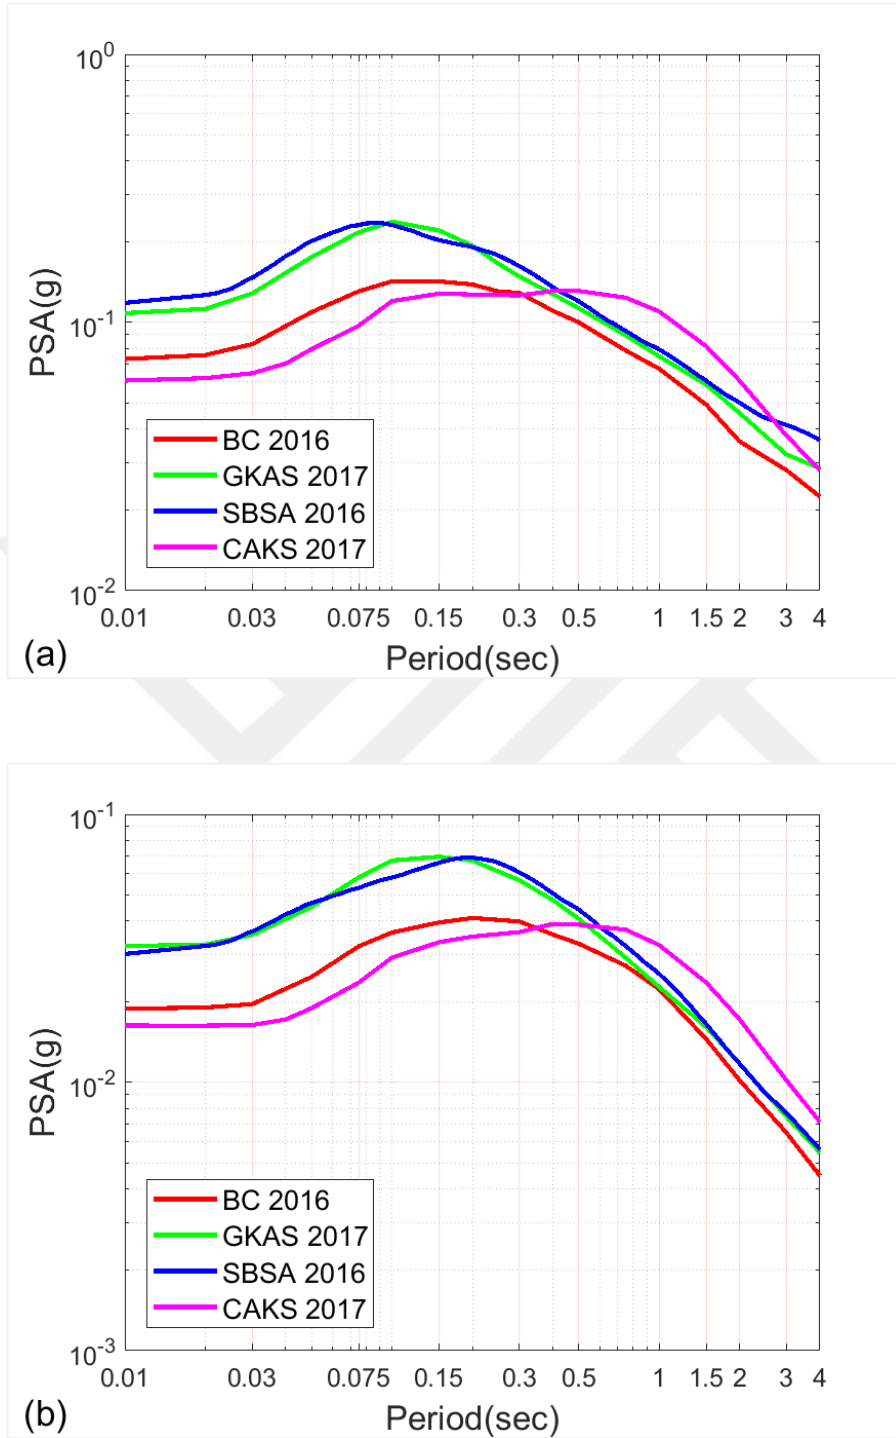 10^0
10^-1
10^-2
PSA(g)
BC 2016
GKAS 2017
SBSA 2016
CAKS 2017
0.01 0.03 0.075 0.15 0.3 0.5 1 1.5 2 3 4
Period(sec)
(a)
10^-1
10^-2
10^-3
PSA(g)
BC 2016
GKAS 2017
SBSA 2016
CAKS 2017
0.01 0.03 0.075 0.15 0.3 0.5 1 1.5 2 3 4
Period(sec)
(b)